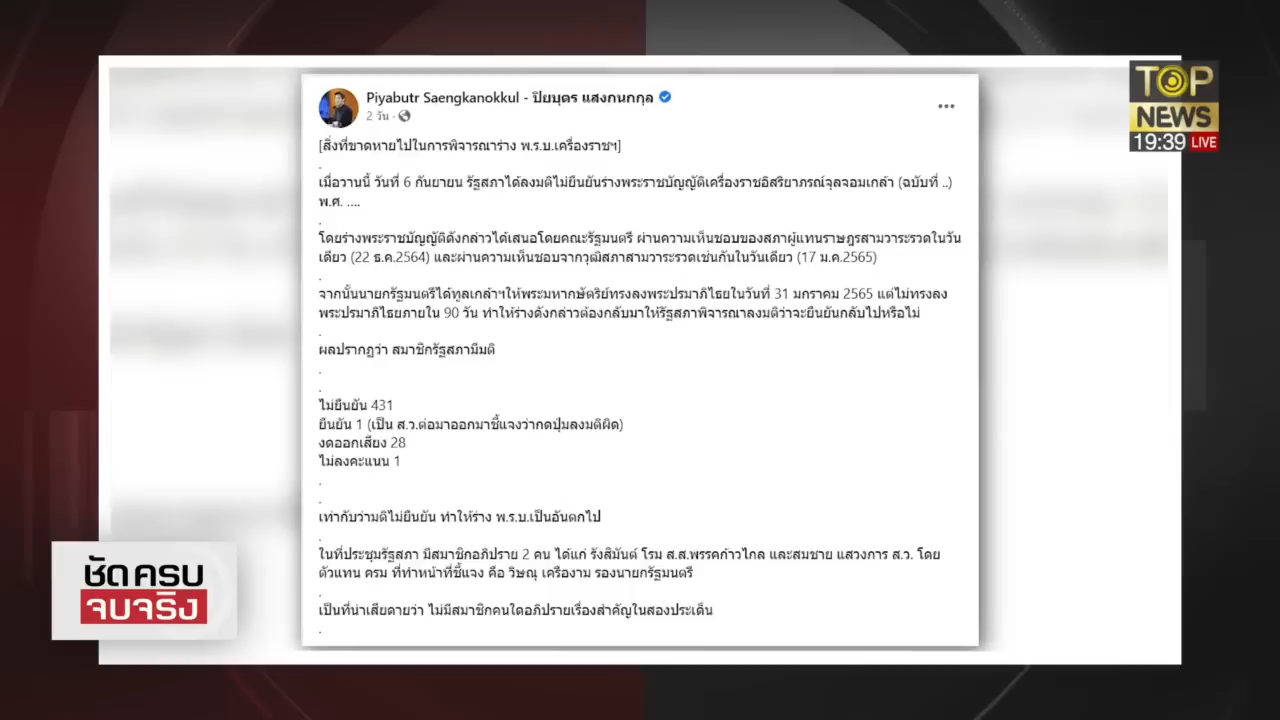 TOP
NEWS
19:39 LIVE
Piyabutr Saengkanokkul - ปิยบุตร แสงกนกกุล
2 วัน ·
[สิ่งที่ขาดหายไปในการพิจารณาร่าง พ.ร.บ.เครื่องราชฯ]
.
เมื่อวานนี้ วันที่ 6 กันยายน รัฐสภาได้ลงมติไม่ยืนยันร่างพระราชบัญญัติเครื่องราชอิสริยาภรณ์จุลจอมเกล้า (ฉบับที่ ..)
พ.ศ. ....
.
โดยร่างพระราชบัญญัติดังกล่าวได้เสนอโดยคณะรัฐมนตรี ผ่านความเห็นชอบของสภาผู้แทนราษฎรสามวาระรวดในวัน
เดียว (22 ธ.ค.2564) และผ่านความเห็นชอบจากวุฒิสภาสามวาระรวดเช่นกันในวันเดียว (17 ม.ค.2565)
.
จากนั้นนายกรัฐมนตรีได้ทูลเกล้าฯให้พระมหากษัตริย์ทรงลงพระปรมาภิไธยในวันที่ 31 มกราคม 2565 แต่ไม่ทรงลง
พระปรมาภิไธยภายใน 90 วัน ทำให้ร่างดังกล่าวต้องกลับมาให้รัฐสภาพิจารณาลงมติว่าจะยืนยันกลับไปหรือไม่
.
ผลปรากฏว่า สมาชิกรัฐสภามีมติ
.
.
ไม่ยืนยัน 431
ยืนยัน 1 (เป็น ส.ว.ต่อมาออกมาชี้แจงว่ากดปุ่มลงมติผิด)
งดออกเสียง 28
ไม่ลงคะแนน 1
.
.
เท่ากับว่ามติไม่ยืนยัน ทำให้ร่าง พ.ร.บ.เป็นอันตกไป
.
ในที่ประชุมรัฐสภา มีสมาชิกอภิปราย 2 คน ได้แก่ รังสิมันต์ โรม ส.ส.พรรคก้าวไกล และสมชาย แสวงการ ส.ว. โดย
ตัวแทน ครม ที่ทำหน้าที่ชี้แจง คือ วิษณุ เครืองาม รองนายกรัฐมนตรี
.
เป็นที่น่าเสียดายว่า ไม่มีสมาชิกคนใดอภิปรายเรื่องสำคัญในสองประเด็น
.
ชัดครบ
จบจริง